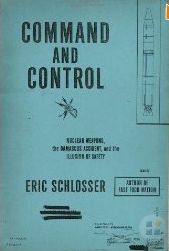 COMMAND
AND
CONTROL
NUCLEAR WEAPONS,
the DAMASCUS ACCIDENT, and the
ILLUSION OF SAFETY
ERIC SCHLOSSER
AUTHOR OF
FAST FOOD NATION